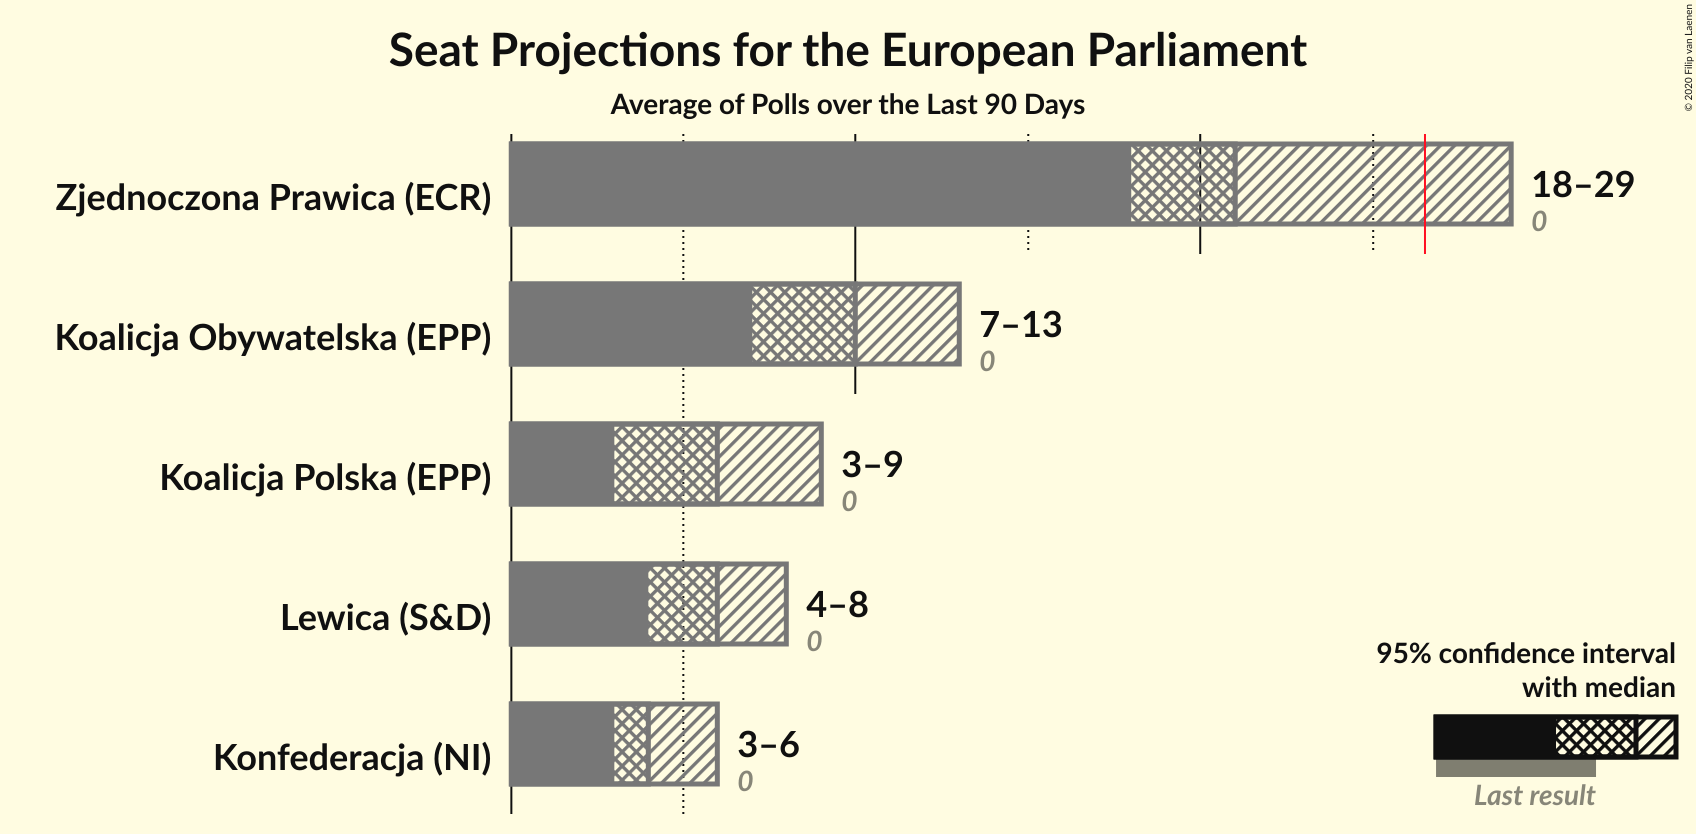 Seat Projections for the European Parliament
Average of Polls over the Last 90 Days
© 2020 Filip van Laenen
Zjednoczona Prawica (ECR)
18–29
0
Koalicja Obywatelska (EPP)
7–13
0
Koalicja Polska (EPP)
3–9
0
Lewica (S&D)
4–8
0
Konfederacja (NI)
3–6
0
95% confidence interval
with median
Last result